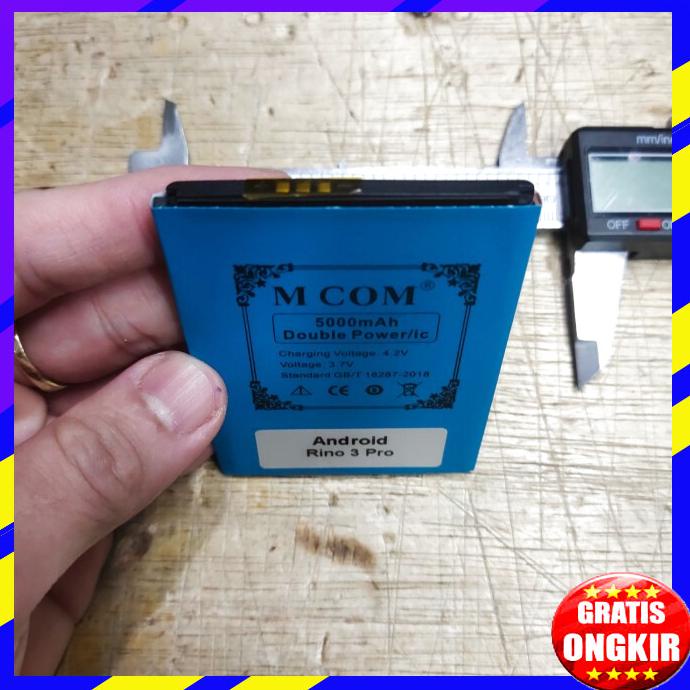 mm/in
OFF
M COM®
5000mAh
Double Power/Ic
Charging Voltage: 4.2V
Voltage: 3.7V
Standard:GB/T 18287-2018
CE
Android
Rino 3 Pro
GRATIS
ONGKIR